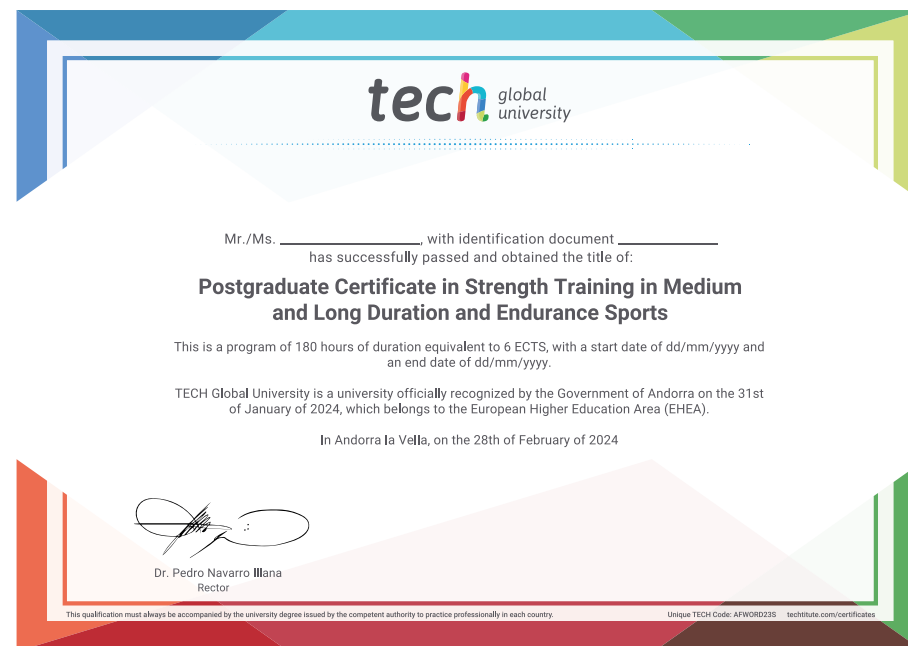 tech global
university
Mr./Ms. ____________, with identification document ____________
has successfully passed and obtained the title of:
Postgraduate Certificate in Strength Training in Medium
and Long Duration and Endurance Sports
This is a program of 180 hours of duration equivalent to 6 ECTS, with a start date of dd/mm/yyyy and
an end date of dd/mm/yyyy.
TECH Global University is a university officially recognized by the Government of Andorra on the 31st
of January of 2024, which belongs to the European Higher Education Area (EHEA).
In Andorra la Vella, on the 28th of February of 2024
Dr. Pedro Navarro Illana
Rector
This qualification must always be accompanied by the university degree issued by the competent authority to practice professionally in each country.
Unique TECH Code: AFWORD23S techtitute.com/certificates